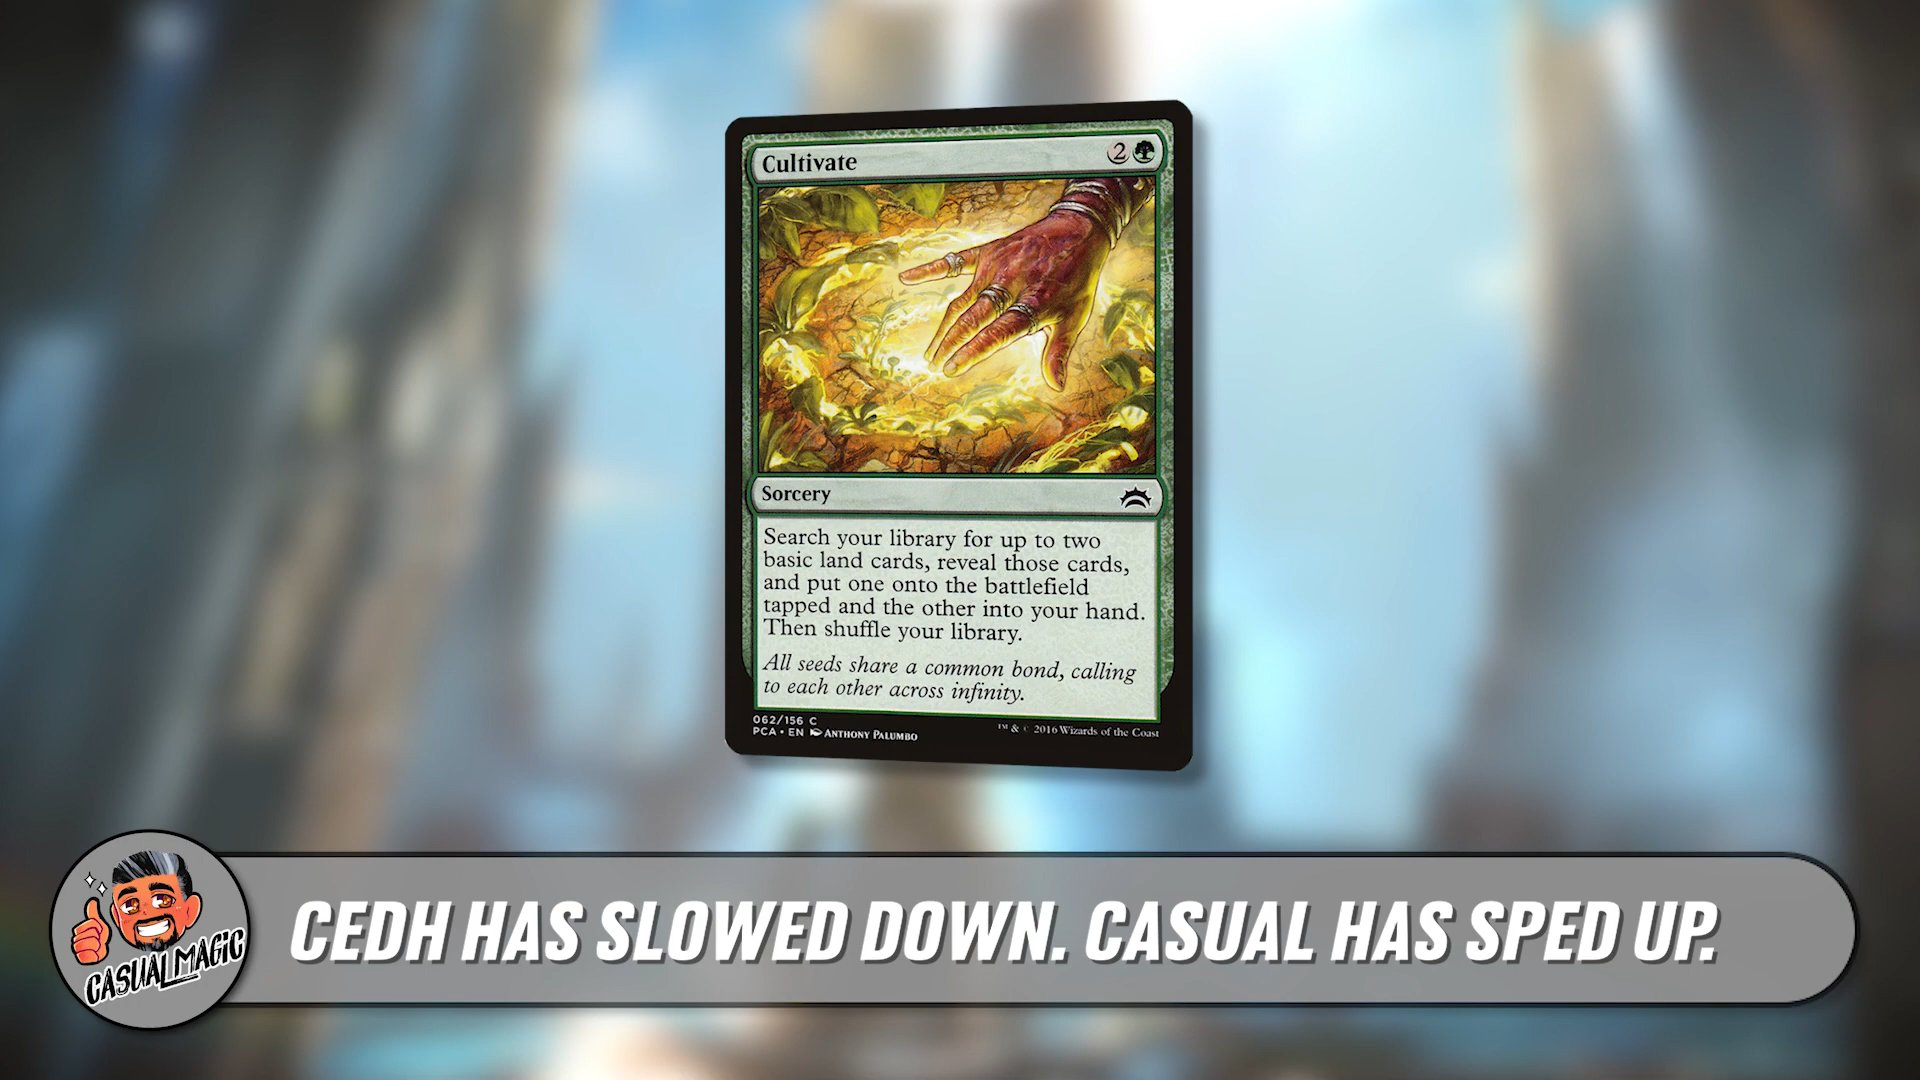 Cultivate 2
Sorcery
Search your library for up to two
basic land cards, reveal those cards,
and put one onto the battlefield
tapped and the other into your hand.
Then shuffle your library.
All seeds share a common bond, calling
to each other across infinity.
062/156 C
PCA • EN ANTHONY PALUMBO
™ & © 2016 Wizards of the Coast
CASUAL MAGIC
CEDH HAS SLOWED DOWN. CASUAL HAS SPED UP.